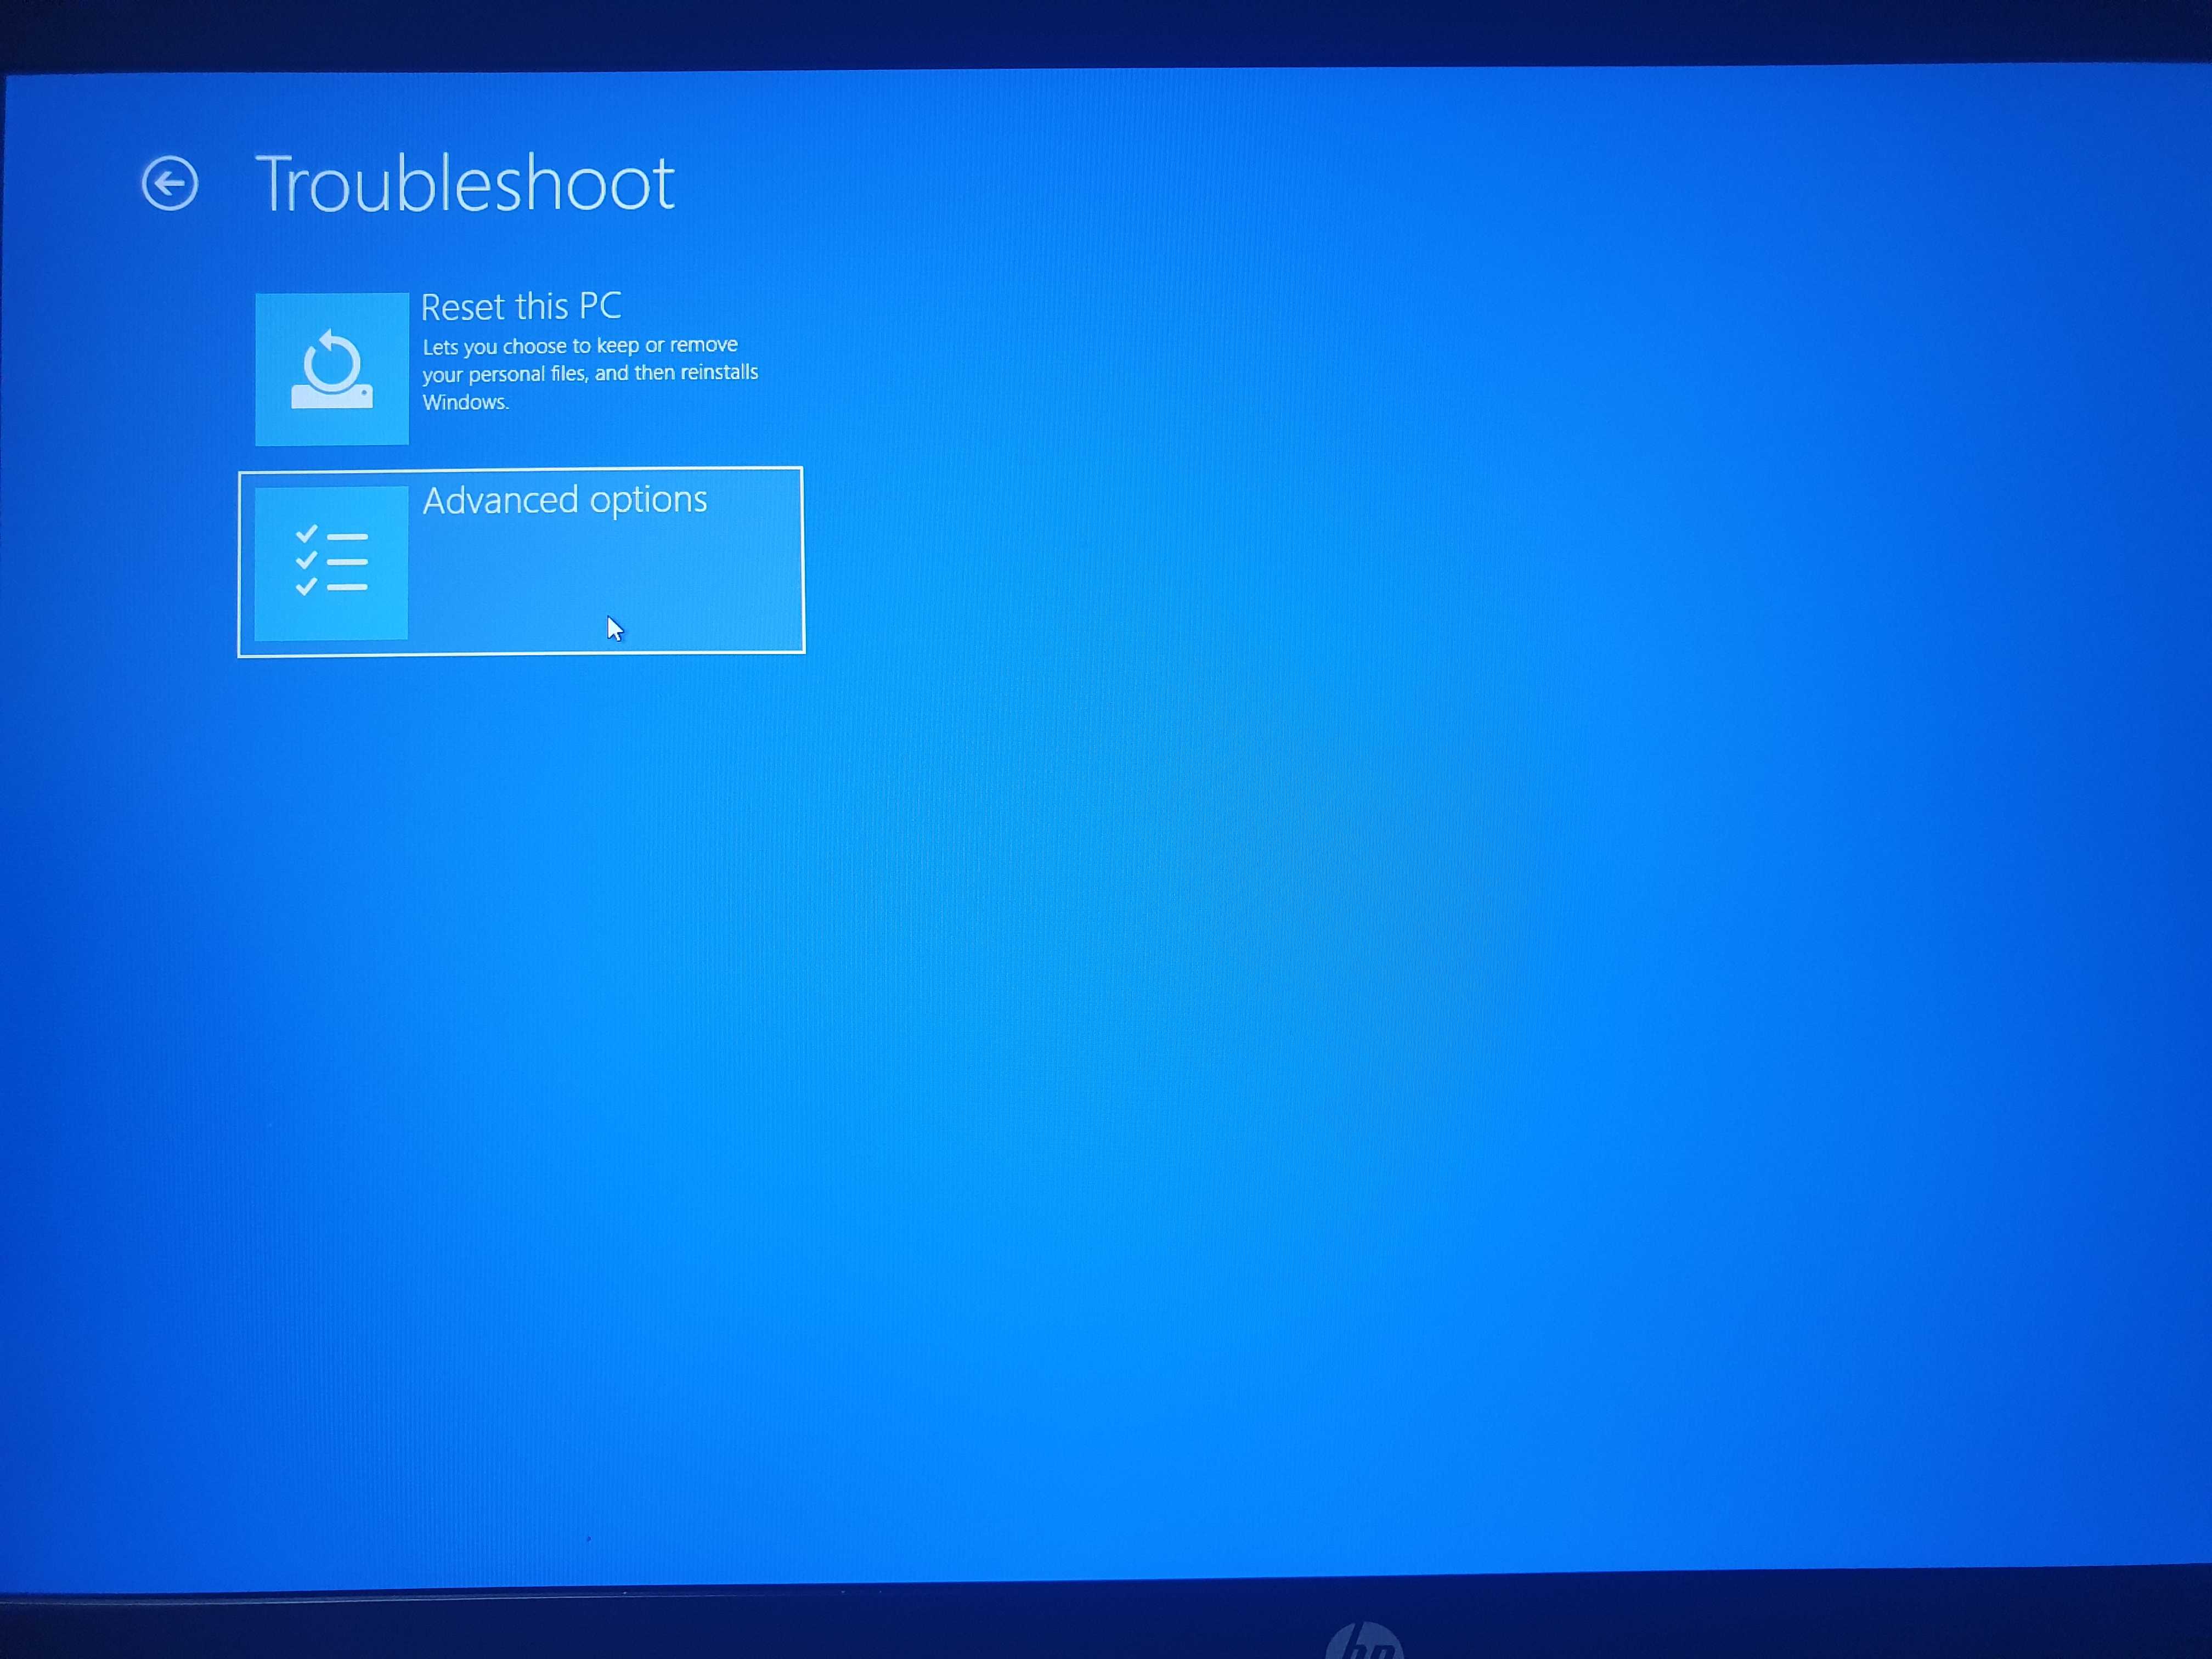 Troubleshoot
Reset this PC
Lets you choose to keep or remove
your personal files, and then reinstalls
Windows.
Advanced options
hp